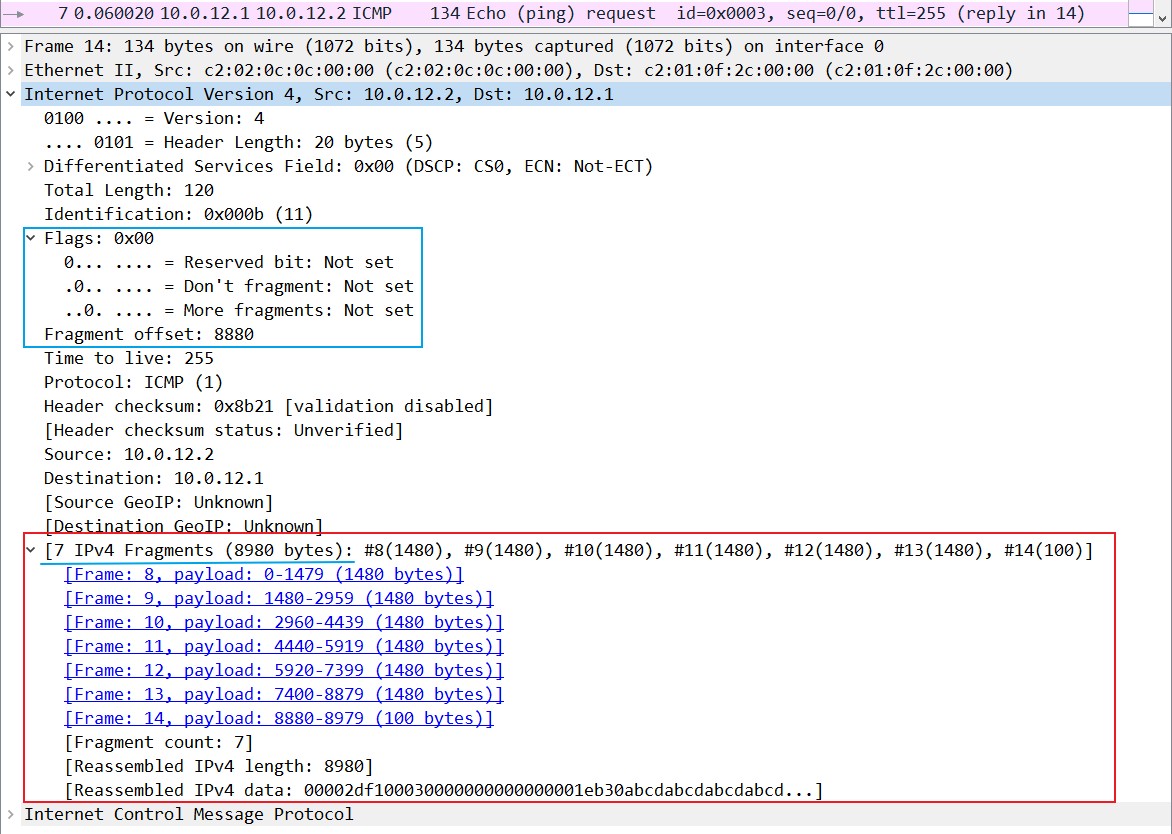 7 0.060020 10.0.12.1 10.0.12.2 ICMP 134 Echo (ping) request id=0x0003, seq=0/0, ttl=255 (reply in 14)
Frame 14: 134 bytes on wire (1072 bits), 134 bytes captured (1072 bits) on interface 0
Ethernet II, Src: c2:02:0c:0c:00:00 (c2:02:0c:0c:00:00), Dst: c2:01:0f:2c:00:00 (c2:01:0f:2c:00:00)
Internet Protocol Version 4, Src: 10.0.12.2, Dst: 10.0.12.1
0100 .... = Version: 4
.... 0101 = Header Length: 20 bytes (5)
Differentiated Services Field: 0x00 (DSCP: CS0, ECN: Not-ECT)
Total Length: 120
Identification: 0x000b (11)
Flags: 0x00
0... .... = Reserved bit: Not set
.0.. .... = Don't fragment: Not set
..0. .... = More fragments: Not set
Fragment offset: 8880
Time to live: 255
Protocol: ICMP (1)
Header checksum: 0x8b21 [validation disabled]
[Header checksum status: Unverified]
Source: 10.0.12.2
Destination: 10.0.12.1
[Source GeoIP: Unknown]
[Destination GeoIP: Unknown]
[7 IPv4 Fragments (8980 bytes): #8(1480), #9(1480), #10(1480), #11(1480), #12(1480), #13(1480), #14(100)]
[Frame: 8, payload: 0-1479 (1480 bytes)]
[Frame: 9, payload: 1480-2959 (1480 bytes)]
[Frame: 10, payload: 2960-4439 (1480 bytes)]
[Frame: 11, payload: 4440-5919 (1480 bytes)]
[Frame: 12, payload: 5920-7399 (1480 bytes)]
[Frame: 13, payload: 7400-8879 (1480 bytes)]
[Frame: 14, payload: 8880-8979 (100 bytes)]
[Fragment count: 7]
[Reassembled IPv4 length: 8980]
[Reassembled IPv4 data: 00002df100030000000000000001eb30abcdabcdabcdabcd...]
Internet Control Message Protocol